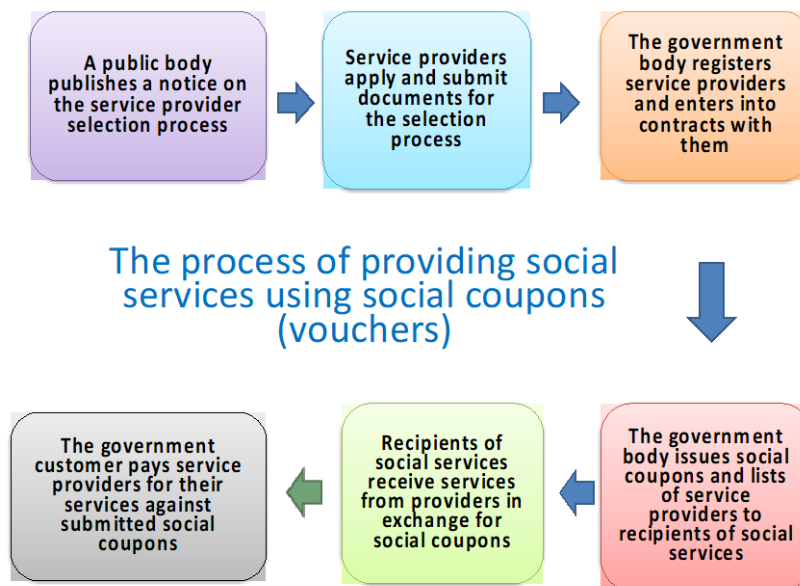 A public body
publishes a notice on
the service provider
selection process
Service providers
apply and submit
documents for
the selection
process
The government
body registers
service providers
and enters into
contracts with
them
The process of providing social
services using social coupons
(vouchers)
The government
customer pays service
providers for their
services against
submitted social
coupons
Recipients of
social services
receive services
from providers in
exchange for
social coupons
The government
body issues social
coupons and lists
of service
providers to
recipients of social
services